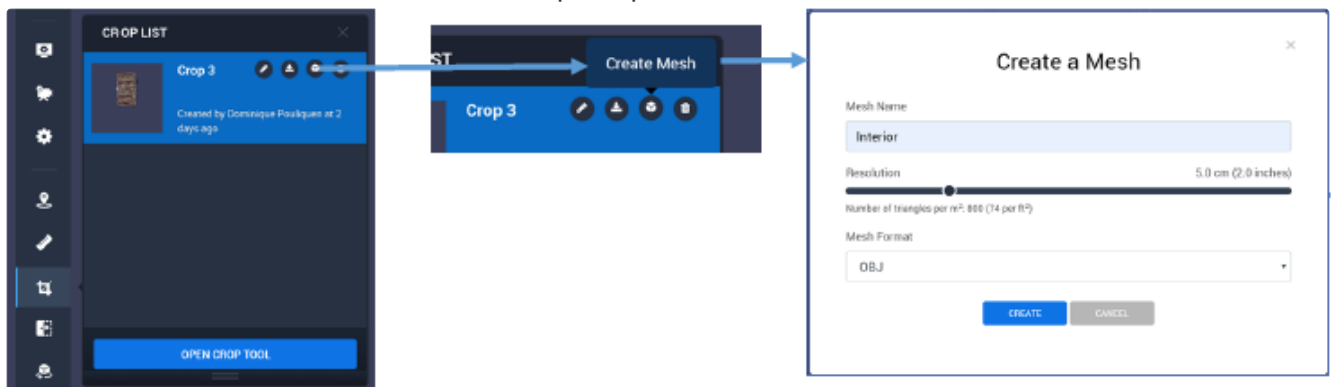 CROP LIST
Crop 3
Created by Dominique Pouliquen at 2
days ago
OPEN CROP TOOL
ST
Create Mesh
Crop 3
Create a Mesh
Mesh Name
Interior
Resolution 5.0 cm (2.0 inches)
Number of triangles per m²: 800 (74 per ft²)
Mesh Format
OBJ
CREATE CANCEL